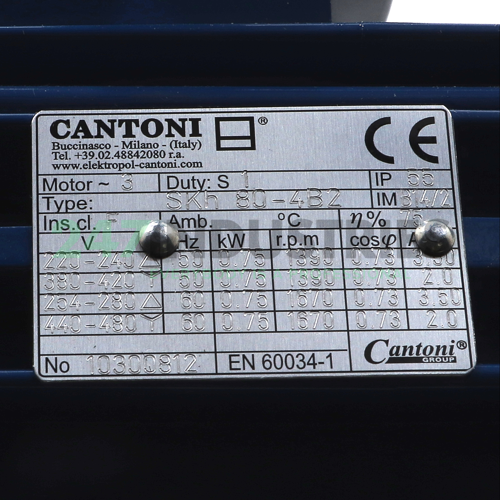 CANTONI ®
Buccinasco - Milano - (Italy)
Tel. +39.02.48842080 r.a.
www.elektropol-cantoni.com
CE
Motor ~ 3 Duty: S 1 IP 55
Type: SKh 80-4B2 IM B14/2
Ins.cl. F Amb. °C η% 75
V Hz kW r.p.m cosφ A
220-240 50 0.75 1390 0.73
380-420 Y 50 0.75 1390 0.73 2.0
254-280 △ 60 0.75 1670 0.73 3.50
440-480 Y 60 0.75 1670 0.73 2.0
No 10300812 EN 60034-1 Cantoni ®
GROUP
INDUSTRIES